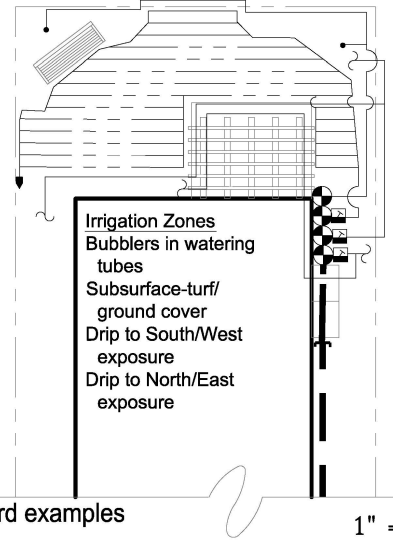 Irrigation Zones
Bubblers in watering
tubes
Subsurface-turf/
ground cover
Drip to South/West
exposure
Drip to North/East
exposure
examples
1" =